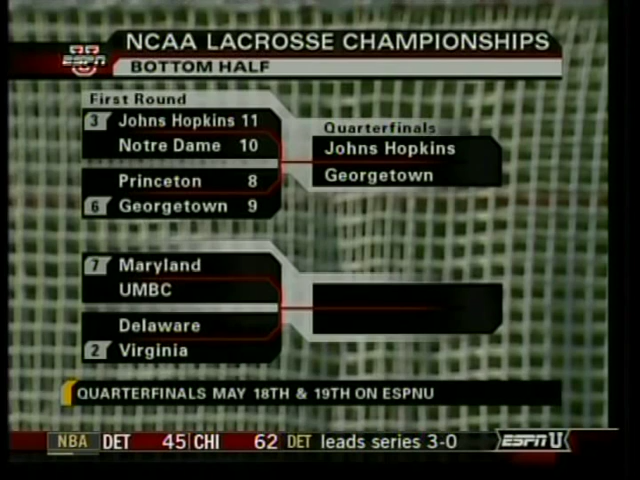 ESPN U
NCAA LACROSSE CHAMPIONSHIPS
BOTTOM HALF
First Round
3 Johns Hopkins 11
Notre Dame 10
Princeton 8
6 Georgetown 9
Quarterfinals
Johns Hopkins
Georgetown
7 Maryland
UMBC
Delaware
2 Virginia
QUARTERFINALS MAY 18TH & 19TH ON ESPNU
NBA DET 45 CHI 62 DET leads series 3-0 ESPN U